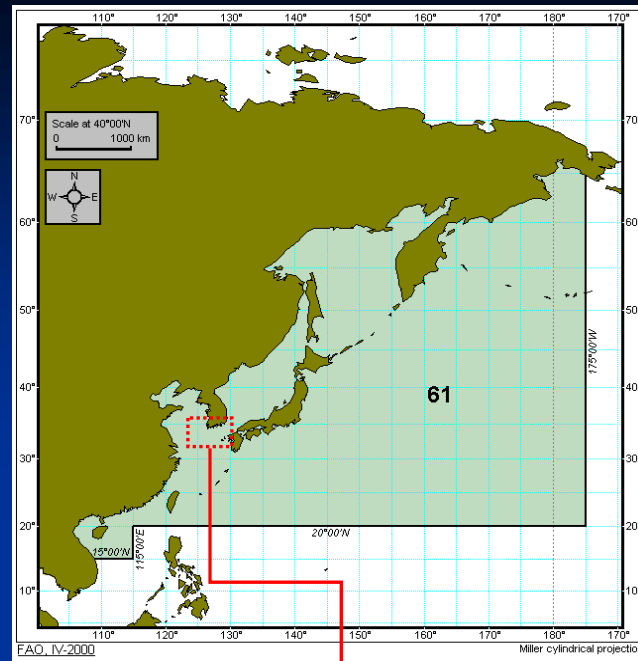 110° 120° 130° 140° 150° 160° 170° 180° 170°
Scale at 40°00'N
0 1000 km
N
W E
S
70° 70°
60° 60°
50° 50°
40° 40°
30° 30°
20° 20°
10° 10°
61
175°00'W
20°00'N
115°00'E
15°00'N
110° 120° 130° 140° 150° 160° 170° 180° 170°
FAO, IV-2000
Miller cylindrical projectio